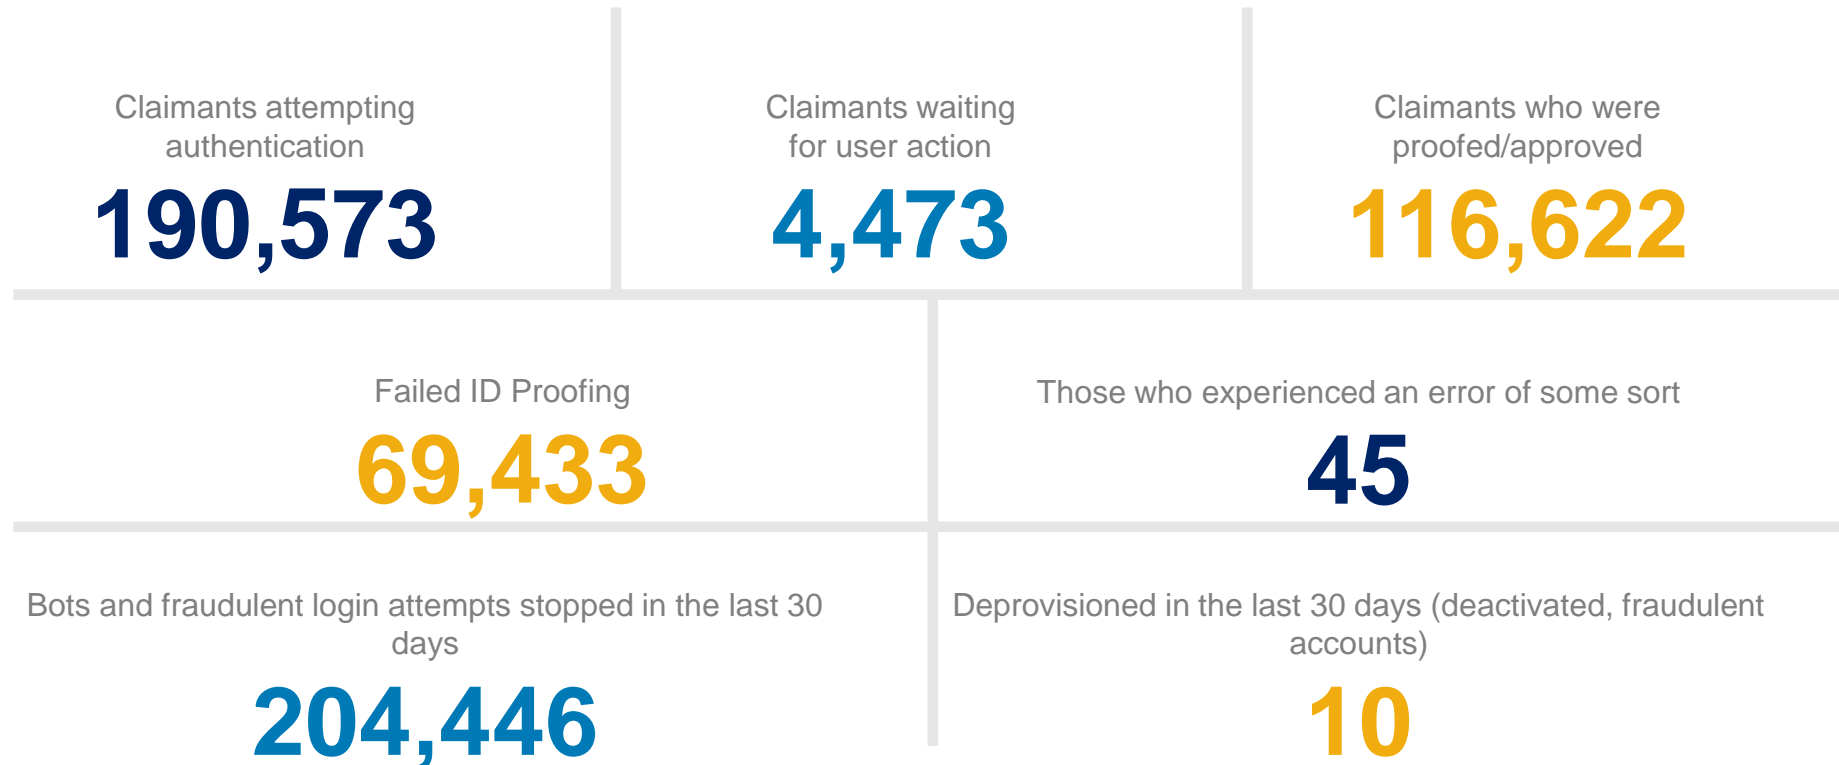 Claimants attempting
authentication
190,573
Claimants waiting
for user action
4,473
Claimants who were
proofed/approved
116,622
Failed ID Proofing
69,433
Those who experienced an error of some sort
45
Bots and fraudulent login attempts stopped in the last 30
days
204,446
Deprovisioned in the last 30 days (deactivated, fraudulent
accounts)
10